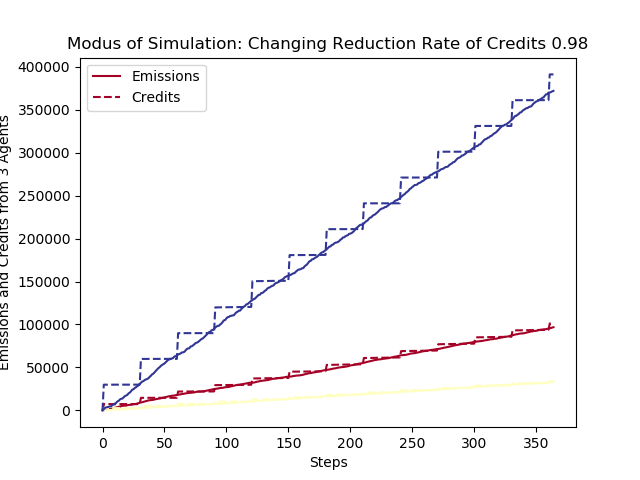 Modus of Simulation: Changing Reduction Rate of Credits 0.98
Emissions
Credits
Emissions and Credits from 3 Agents
400000
350000
300000
250000
200000
150000
100000
50000
0
0 50 100 150 200 250 300 350
Steps